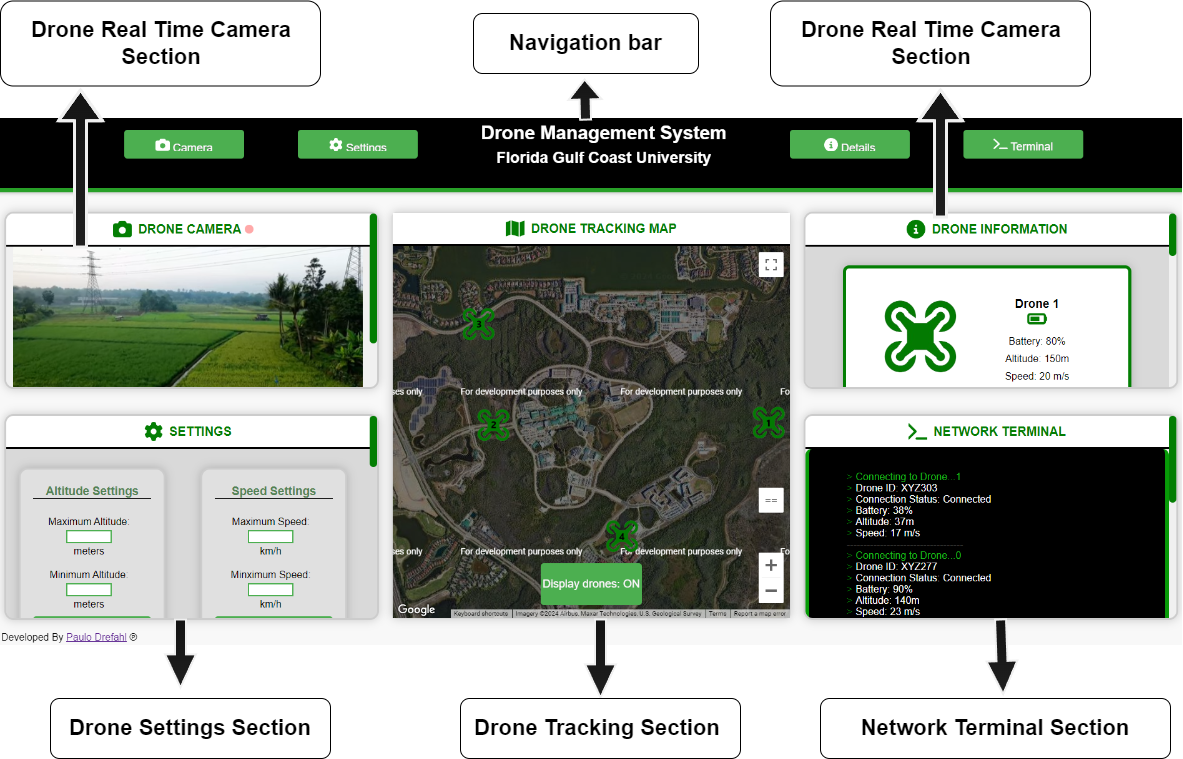 Drone Real Time Camera
Section
Navigation bar
Drone Real Time Camera
Section
Camera
Settings
Drone Management System
Florida Gulf Coast University
Details
Terminal
DRONE CAMERA
DRONE TRACKING MAP
DRONE INFORMATION
Drone 1
Battery: 80%
Altitude: 150m
Speed: 20 m/s
3
2
1
4
ses only
For development purposes only
For development purposes only
Fo
SETTINGS
Altitude Settings
Maximum Altitude:
meters
Minimum Altitude:
meters
Speed Settings
Maximum Speed:
km/h
Minximum Speed:
km/h
ses only
For development purposes only
For development purposes only
Fo
Display drones: ON
Google
Keyboard shortcuts
Imagery ©2024 Airbus, Maxar Technologies, U.S. Geological Survey
Terms
Report a map error
NETWORK TERMINAL
> Connecting to Drone...1
> Drone ID: XYZ303
> Connection Status: Connected
> Battery: 38%
> Altitude: 37m
> Speed: 17 m/s
> Connecting to Drone...0
> Drone ID: XYZ277
> Connection Status: Connected
> Battery: 90%
> Altitude: 140m
> Speed: 23 m/s
Developed By Paulo Drefahl ®
Drone Settings Section
Drone Tracking Section
Network Terminal Section